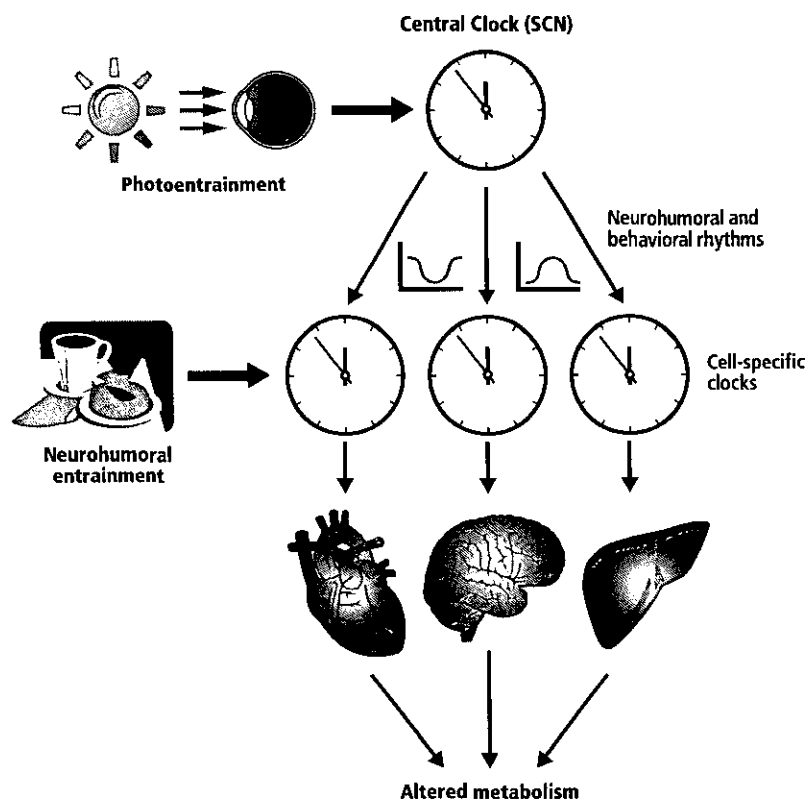 Central Clock (SCN)
Photoentrainment
Neurohumoral and
behavioral rhythms
Cell-specific
clocks
Neurohumoral
entrainment
Altered metabolism